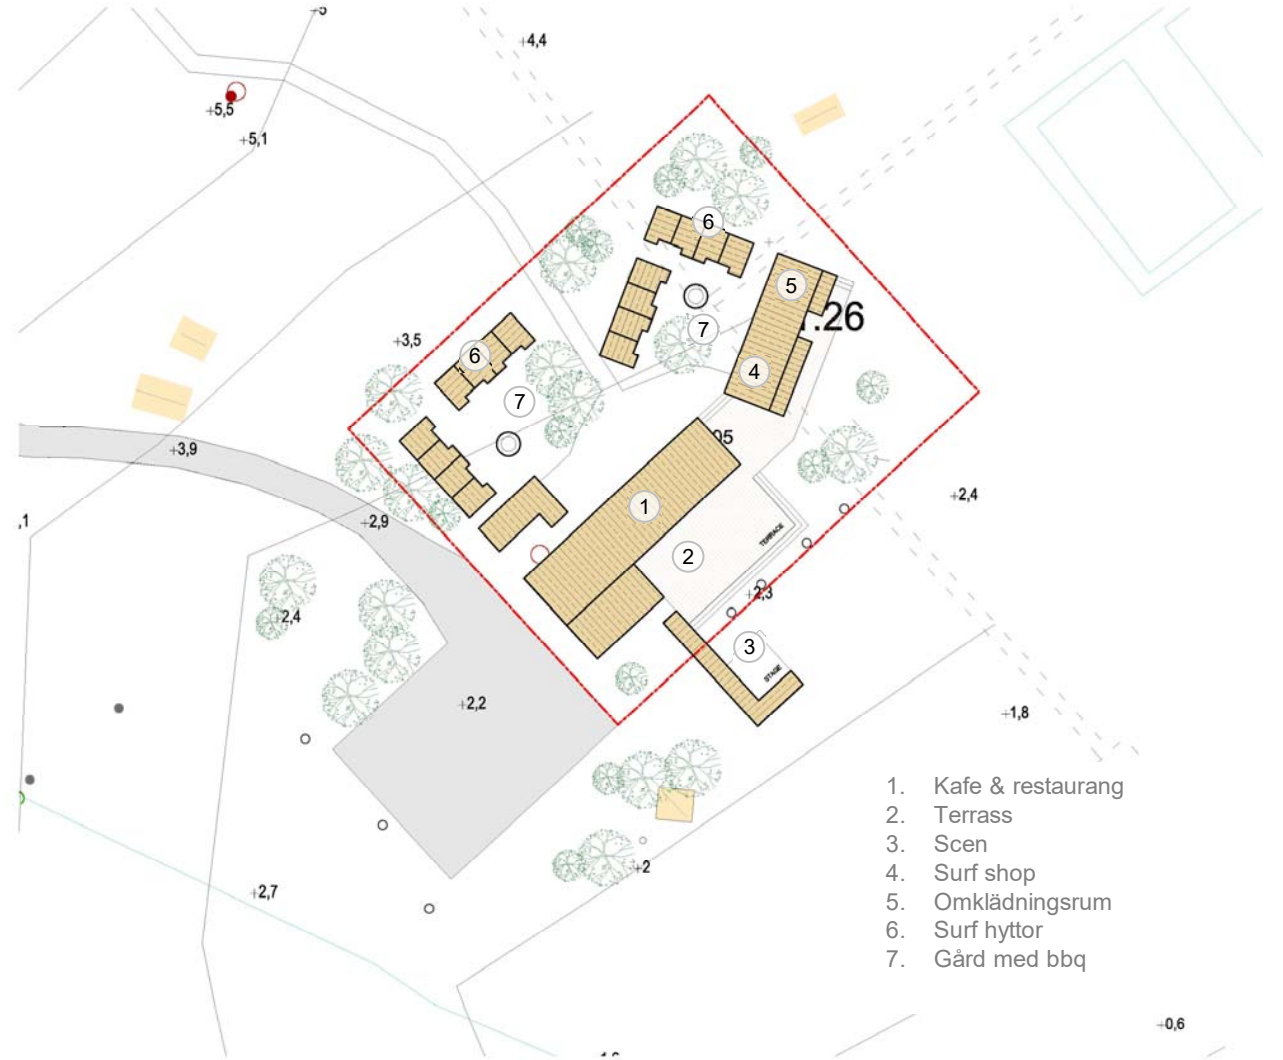 +4,4
+5,5
+5,1
6
5
.26
7
+3,5
6
4
7
05
+3,9
1
+2,4
+2,9
TERRACE
2
+2,3
+2,4
3
STAGE
+2,2
+1,8
1. Kafe & restaurang
2. Terrass
3. Scen
4. Surf shop
5. Omklädningsrum
6. Surf hyttor
7. Gård med bbq
+2
+2,7
+0,6